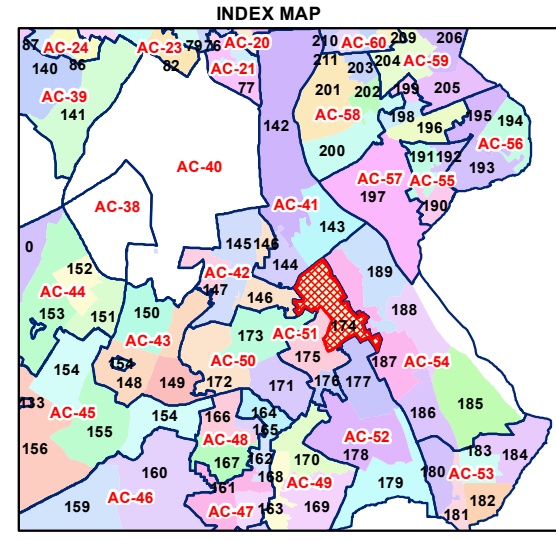 INDEX MAP
87 AC-24 AC-23 79 76 AC-20 210 AC-60 209 206
86 82 AC-21 211 203 204 AC-59
140 AC-39 77 201 202 199 205
141 142 AC-58 198 196 195 194
200 191 192 AC-56
AC-40 AC-57 AC-55 193
197 190
AC-38 AC-41
143
0 145 146
152 AC-42 144 189
AC-44 147 146
153 151 150 188
AC-43 173 AC-51 174
154 154 AC-50 175 187 AC-54
148 149 172 171 176 177
133 AC-45 154 166 164 186 185
155 AC-48 165 AC-52
156 167 162 170 178 180 183 184
160 161 168 AC-49 179 AC-53
AC-46 AC-47 163 169 182
159 181